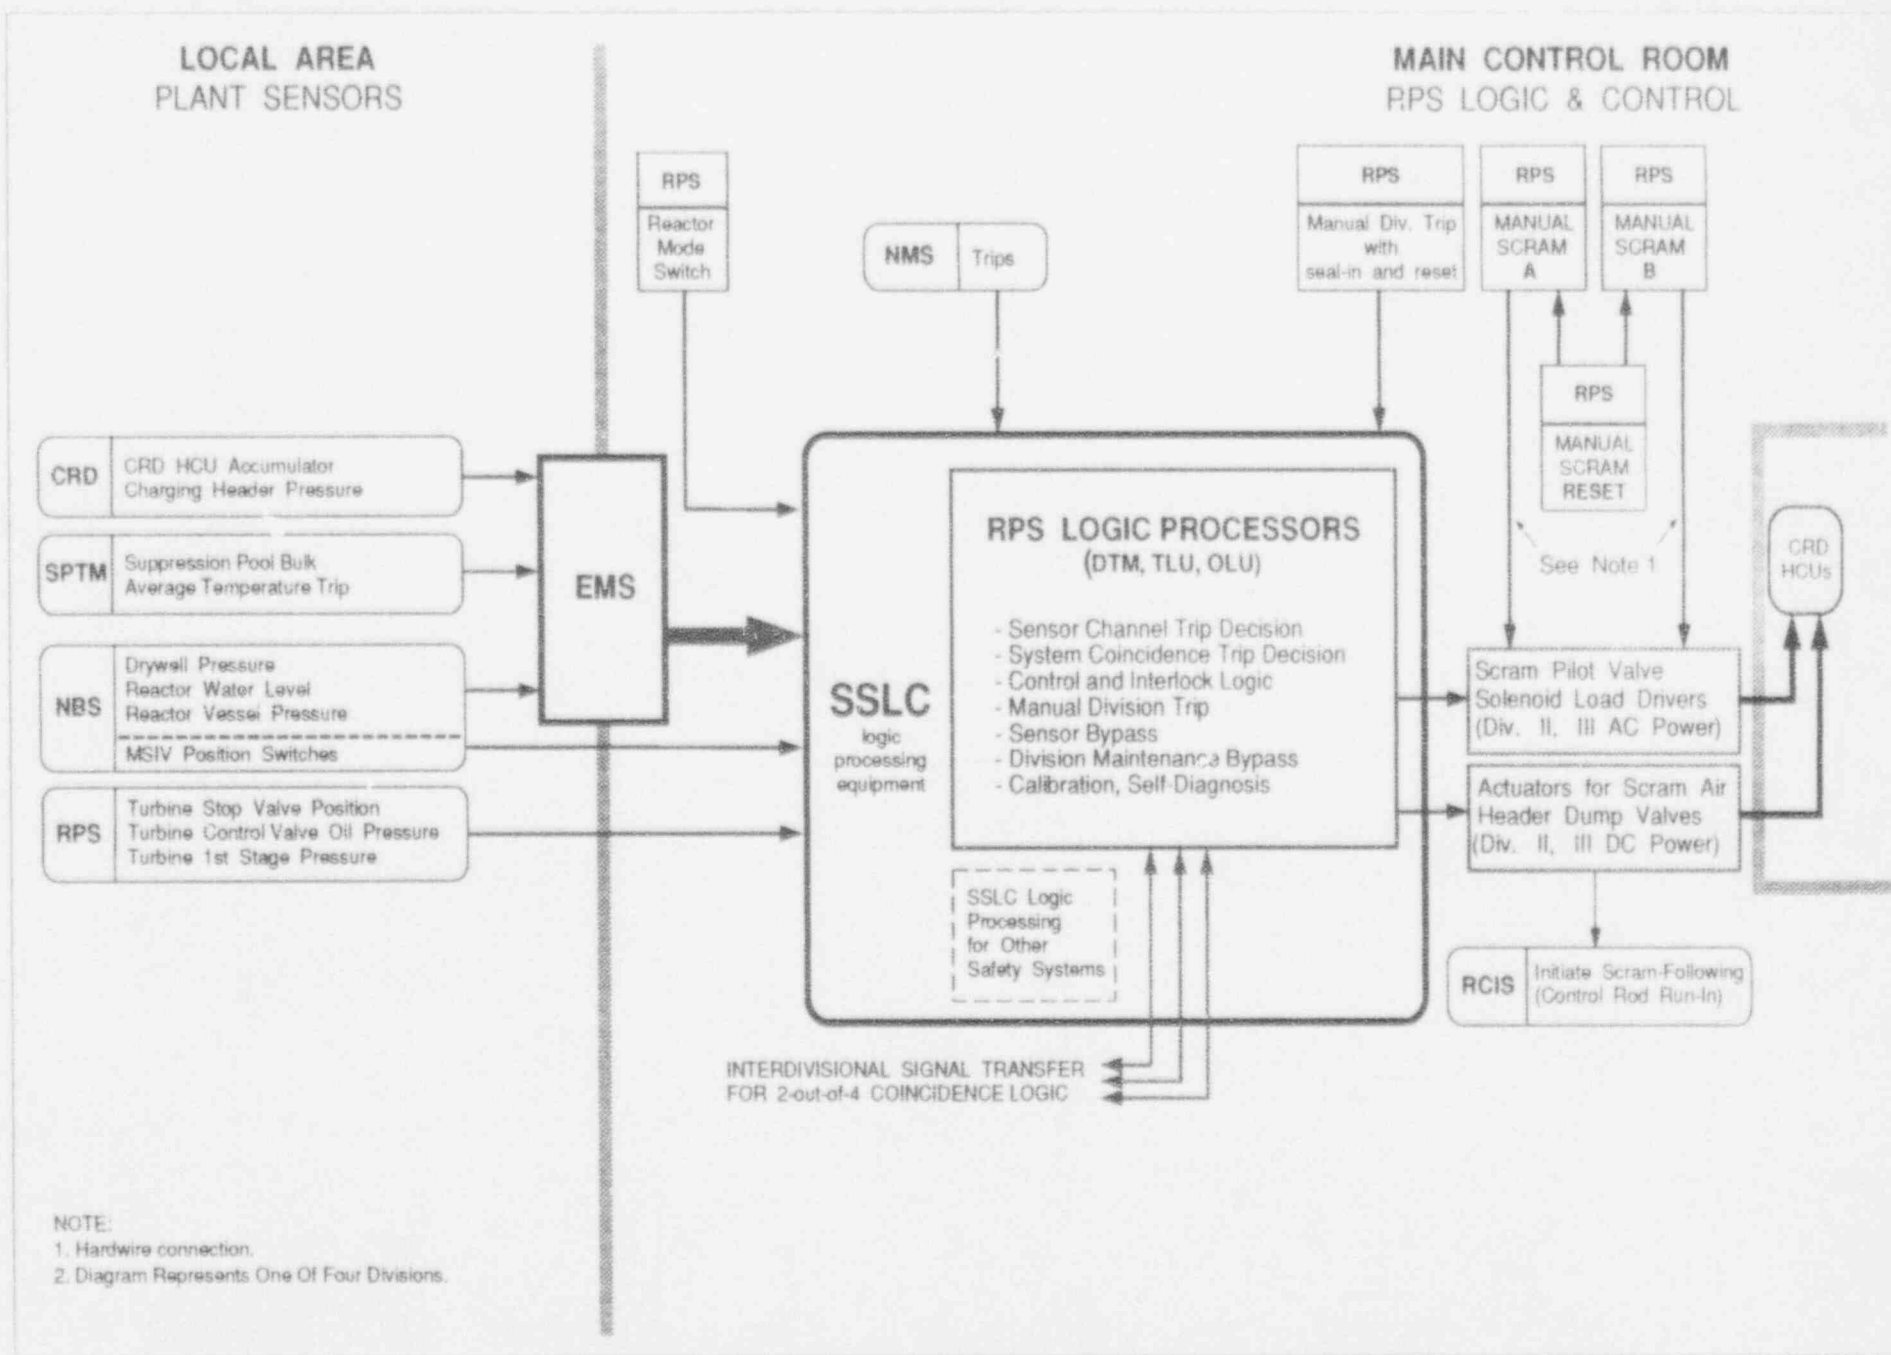 LOCAL AREA
PLANT SENSORS
MAIN CONTROL ROOM
RPS LOGIC & CONTROL
RPS
Reactor
Mode
Switch
NMS
Trips
RPS
Manual Div. Trip
with
seal-in and reset
RPS
MANUAL
SCRAM
A
RPS
MANUAL
SCRAM
B
RPS
MANUAL
SCRAM
RESET
See Note 1
CRD
CRD HCU Accumulator
Charging Header Pressure
SPTM
Suppression Pool Bulk
Average Temperature Trip
NBS
Drywell Pressure
Reactor Water Level
Reactor Vessel Pressure
MSIV Position Switches
RPS
Turbine Stop Valve Position
Turbine Control Valve Oil Pressure
Turbine 1st Stage Pressure
EMS
SSLC
logic
processing
equipment
RPS LOGIC PROCESSORS
(DTM, TLU, OLU)
- Sensor Channel Trip Decision
- System Coincidence Trip Decision
- Control and Interlock Logic
- Manual Division Trip
- Sensor Bypass
- Division Maintenance Bypass
- Calibration, Self-Diagnosis
SSLC Logic
Processing
for Other
Safety Systems
CRD
HCUs
Scram Pilot Valve
Solenoid Load Drivers
(Div. II, III AC Power)
Actuators for Scram Air
Header Dump Valves
(Div. II, III DC Power)
RCIS
Initiate Scram-Following
(Control Rod Run-In)
INTERDIVISIONAL SIGNAL TRANSFER
FOR 2-out-of-4 COINCIDENCE LOGIC
NOTE:
1. Hardwire connection.
2. Diagram Represents One Of Four Divisions.